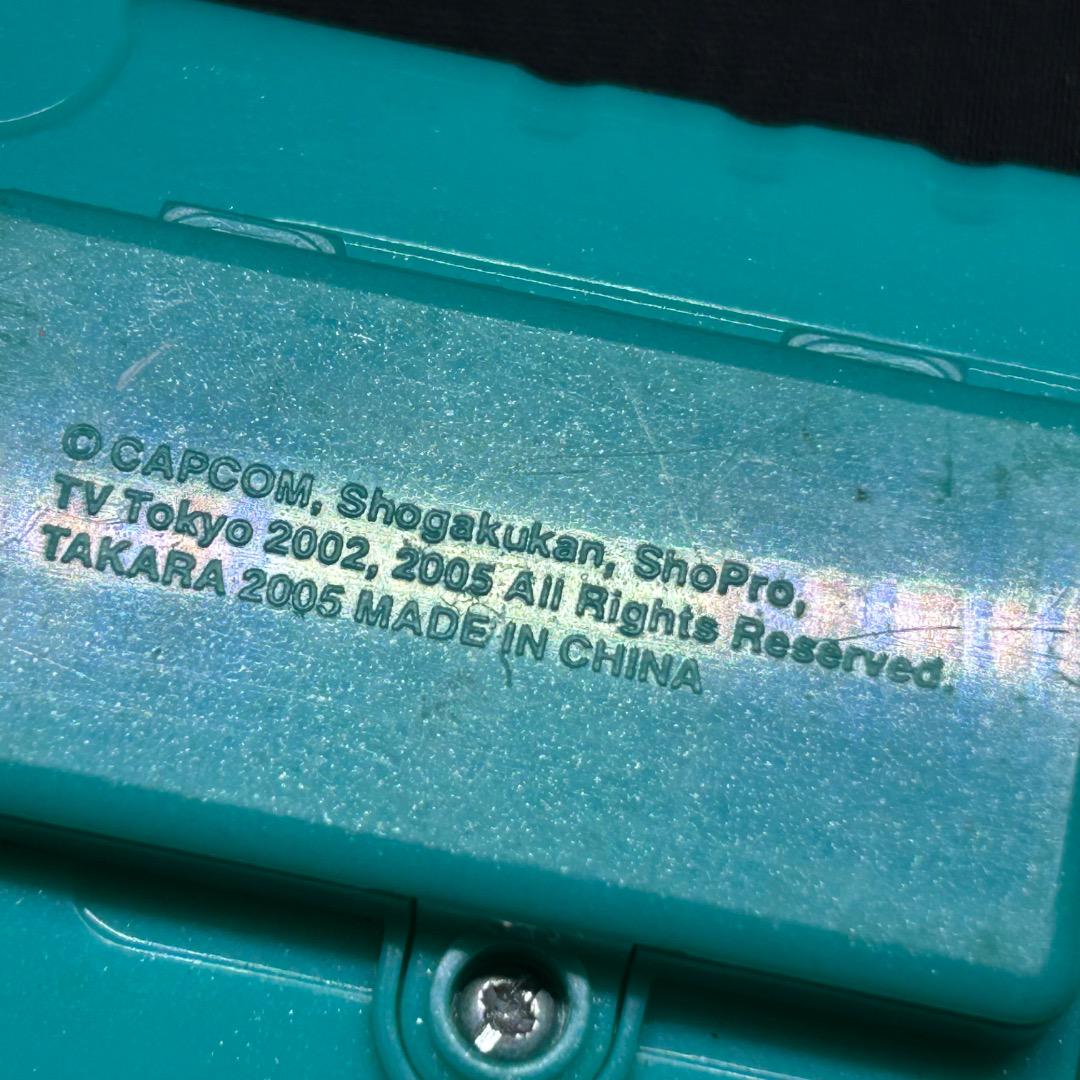 © CAPCOM, Shogakukan, ShoPro,
TV Tokyo 2002, 2005 All Rights Reserved.
TAKARA 2005 MADE IN CHINA